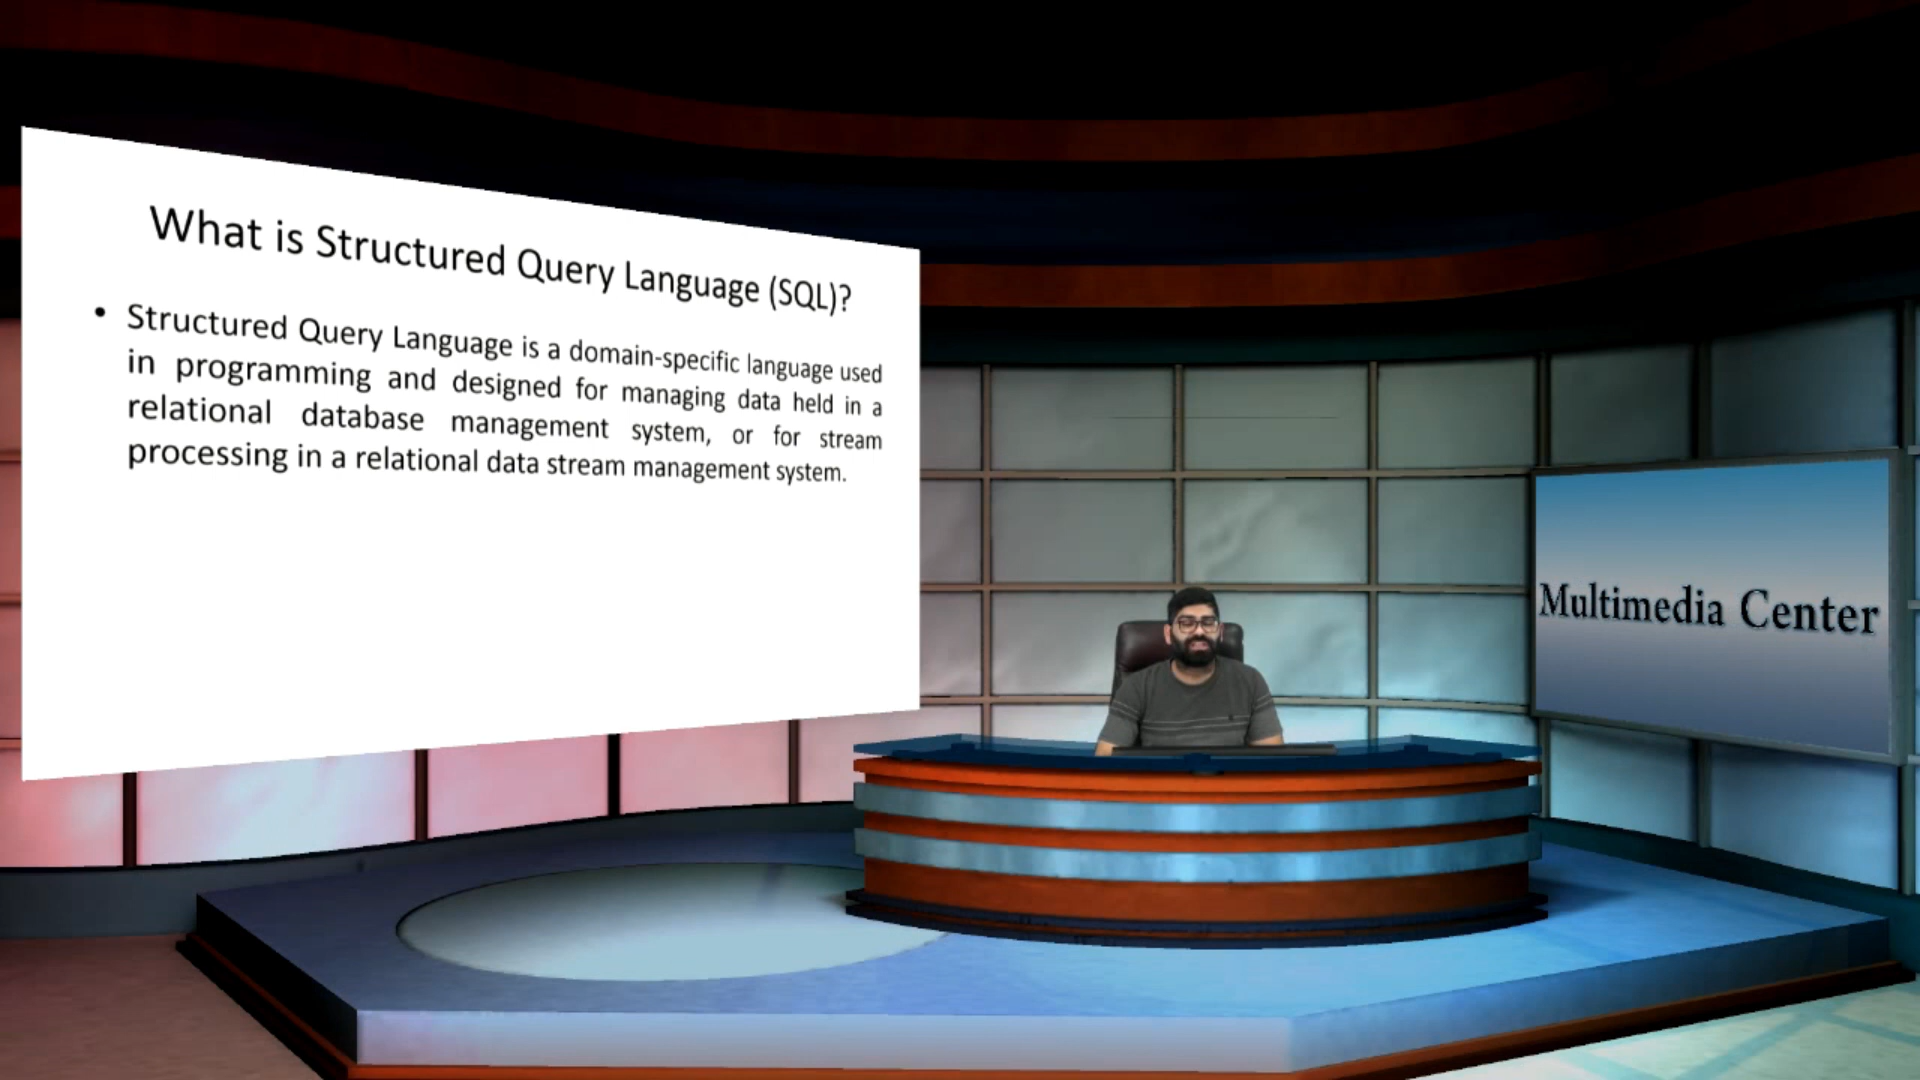 What is Structured Query Language (SQL)?
• Structured Query Language is a domain-specific language used
in programming and designed for managing data held in a
relational database management system, or for stream
processing in a relational data stream management system.
Multimedia Center